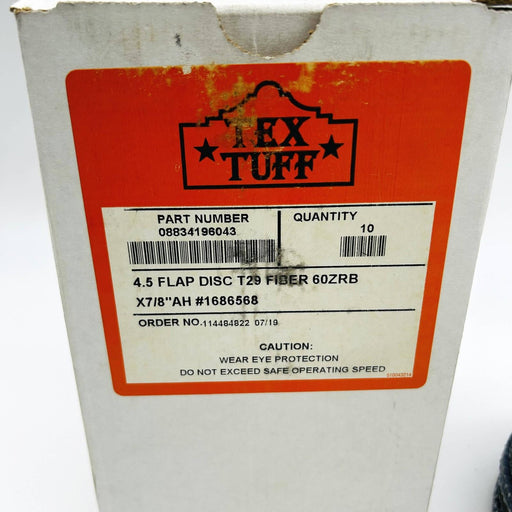 TEX
TUFF
PART NUMBER
08834196043
QUANTITY
10
4.5 FLAP DISC T29 FIBER 60ZRB
X7/8"AH #1686568
ORDER NO.114484822 07/19
CAUTION:
WEAR EYE PROTECTION
DO NOT EXCEED SAFE OPERATING SPEED